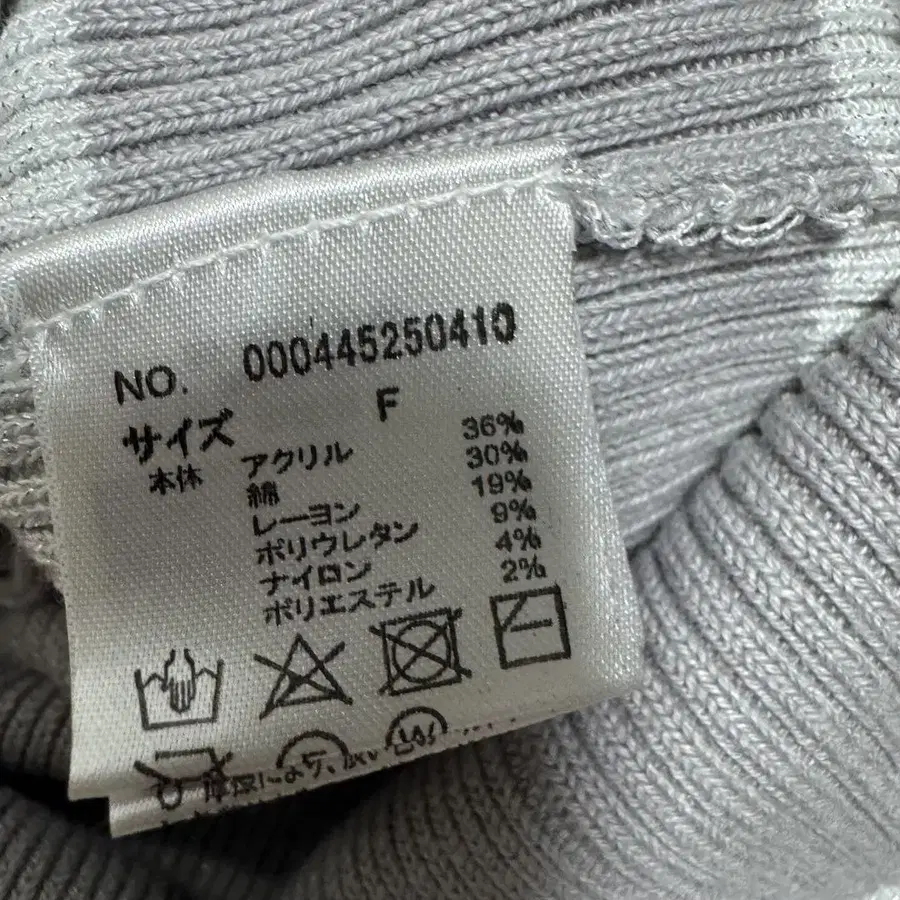 NO. 000445250410
サイズ F
本体 アクリル 36%
綿 30%
レーヨン 19%
ポリウレタン 9%
ナイロン 4%
ポリエステル 2%